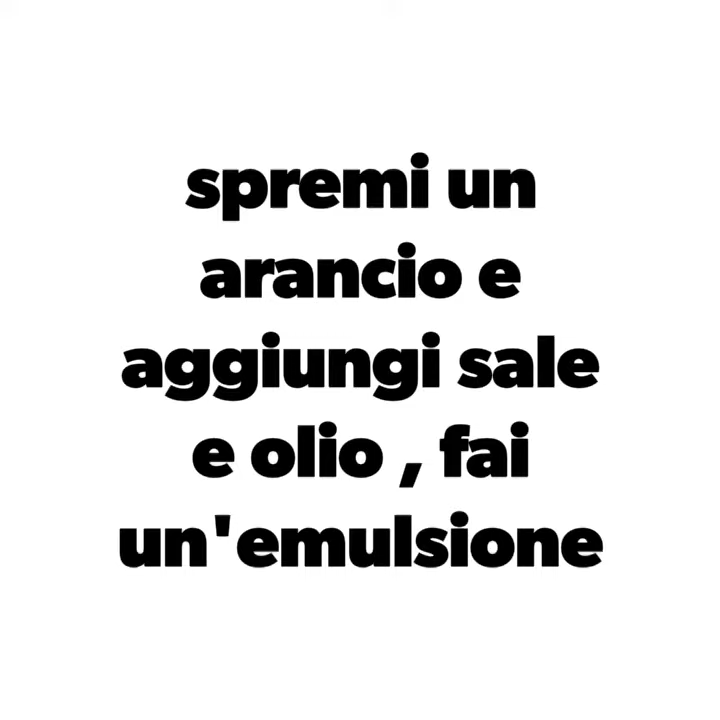 spremi un
arancio e
aggiungi sale
e olio , fai
un'emulsione